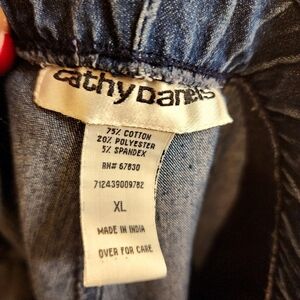 cathy Daniels
75% COTTON
20% POLYESTER
5% SPANDEX
RN# 67830
712439009782
XL
MADE IN INDIA
OVER FOR CARE